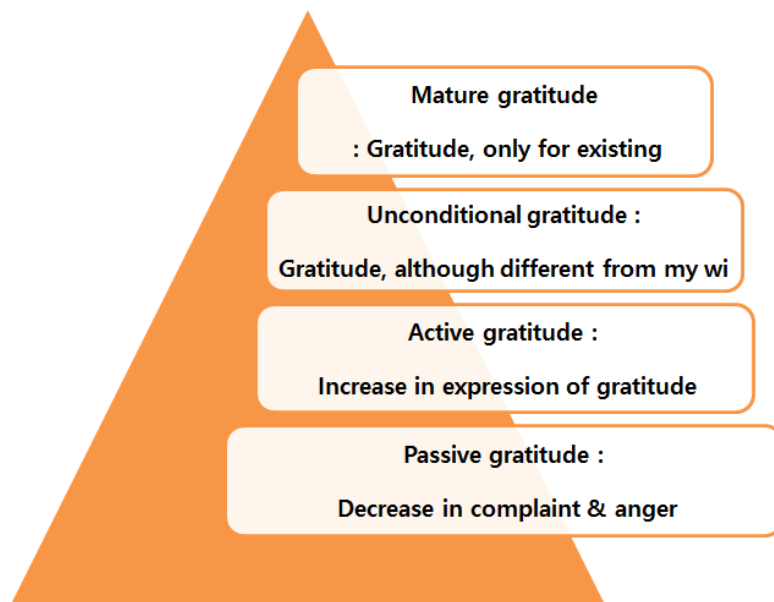 Mature gratitude
: Gratitude, only for existing
Unconditional gratitude :
Gratitude, although different from my wi
Active gratitude :
Increase in expression of gratitude
Passive gratitude :
Decrease in complaint & anger